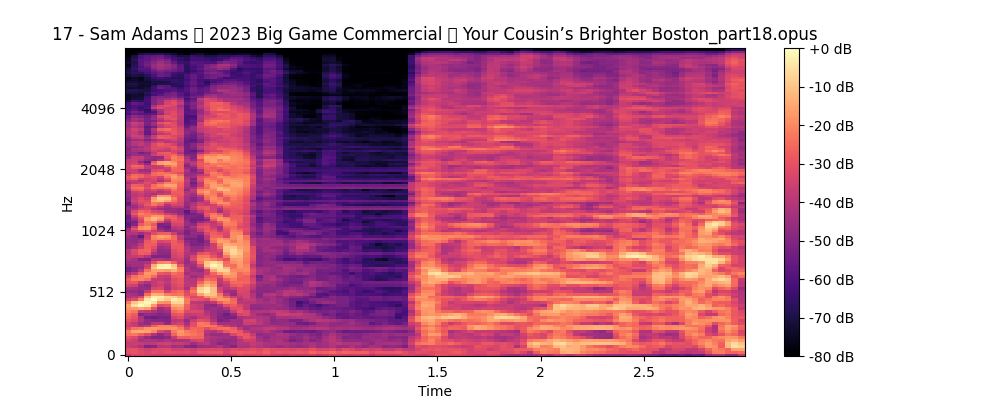 17 - Sam Adams ▯ 2023 Big Game Commercial ▯ Your Cousin’s Brighter Boston_part18.opus
+0 dB
4096
-10 dB
-20 dB
2048
-30 dB
Hz
1024
-40 dB
-50 dB
512
-60 dB
-70 dB
0
-80 dB
0 0.5 1 1.5 2 2.5
Time